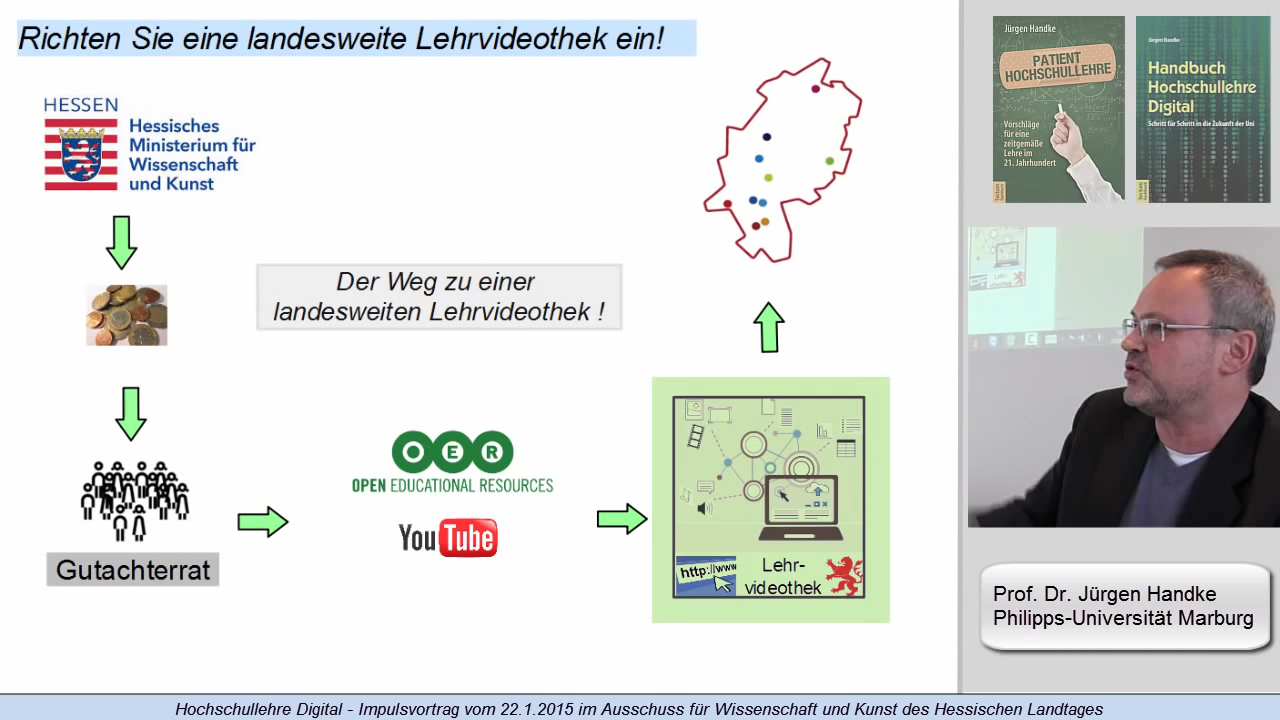 Richten Sie eine landesweite Lehrvideothek ein!
HESSEN
Hessisches
Ministerium für
Wissenschaft
und Kunst
Der Weg zu einer
landesweiten Lehrvideothek !
Gutachterrat
OER
OPEN EDUCATIONAL RESOURCES
YouTube
http://www
Lehr-
videothek
Jürgen Handke
PATIENT
HOCHSCHULLEHRE
Vorschläge
für eine
zeitgemäße
Lehre im
21. Jahrhundert
Tectum
Jürgen Handke
Handbuch
Hochschullehre
Digital
Schritt für Schritt in die Zukunft der Uni
Lehr-
Prof. Dr. Jürgen Handke
Philipps-Universität Marburg
Hochschullehre Digital - Impulsvortrag vom 22.1.2015 im Ausschuss für Wissenschaft und Kunst des Hessischen Landtages